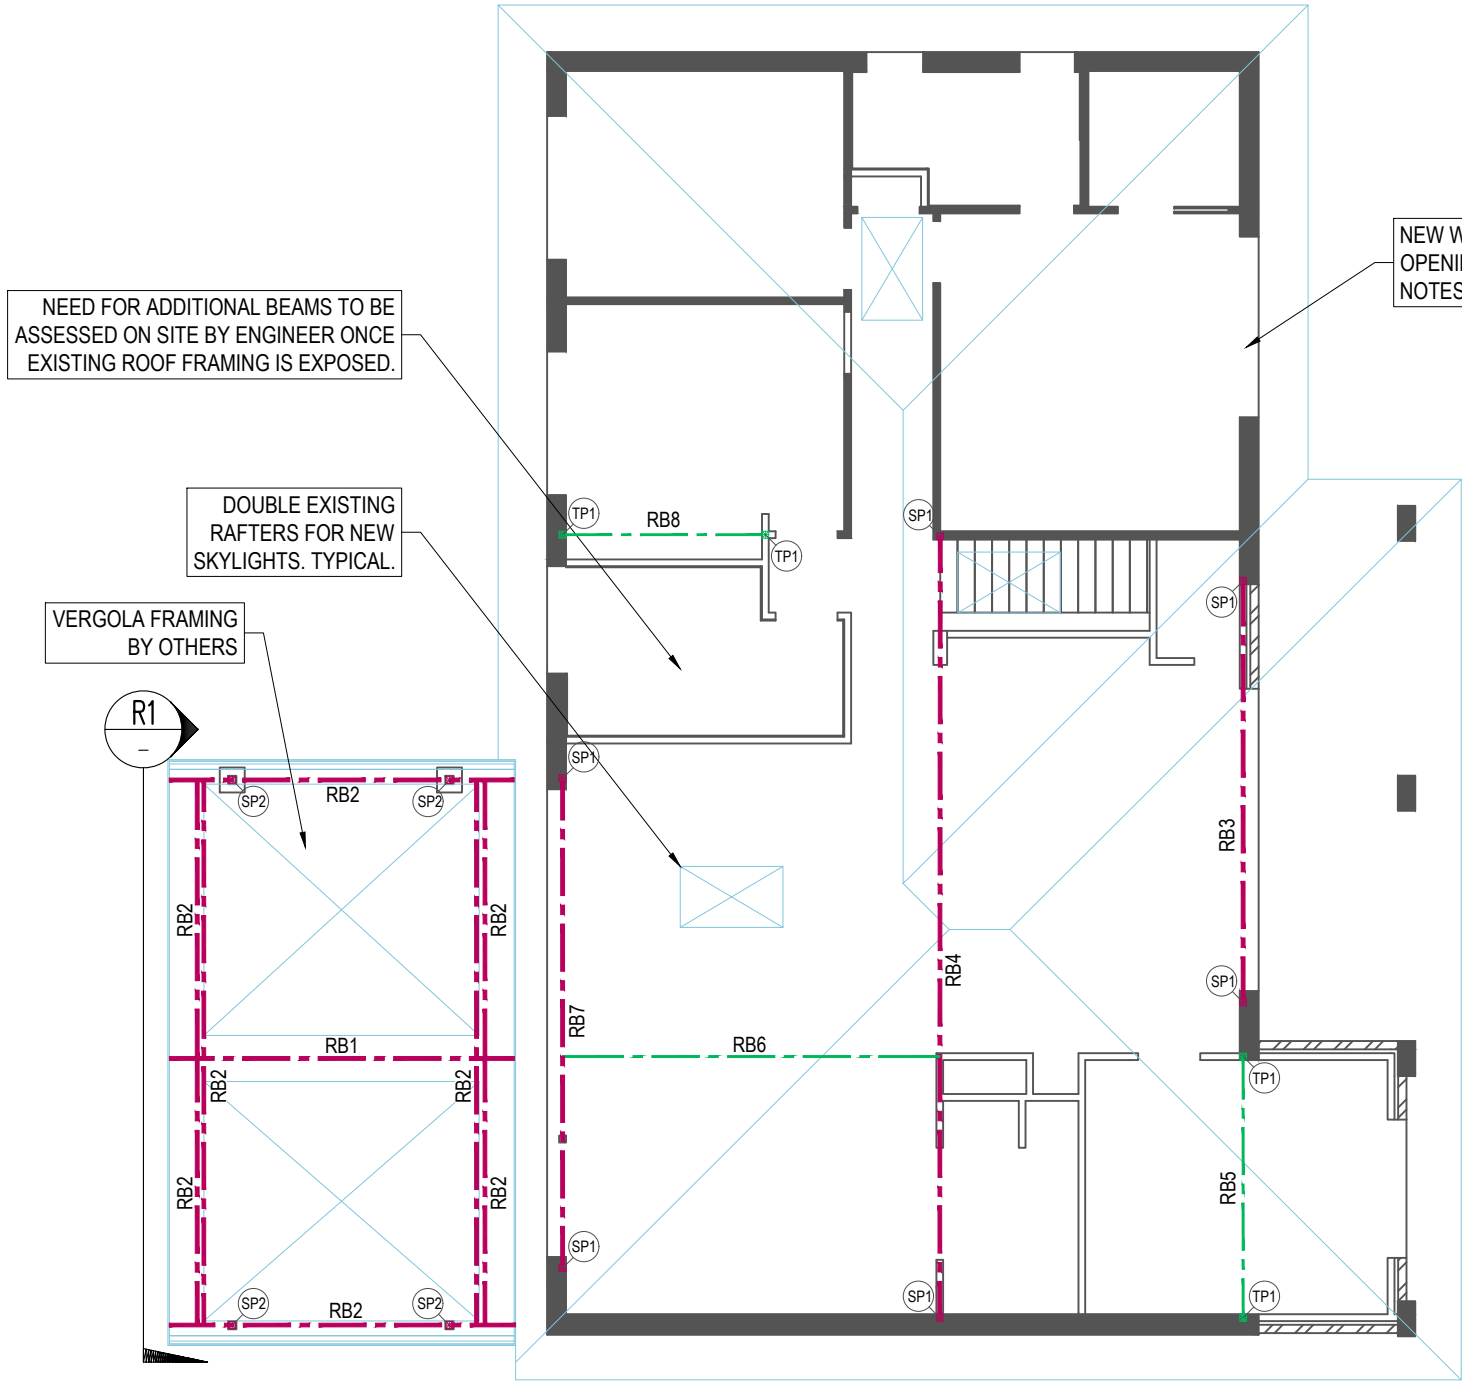 NEW W
OPENI
NOTES
NEED FOR ADDITIONAL BEAMS TO BE
ASSESSED ON SITE BY ENGINEER ONCE
EXISTING ROOF FRAMING IS EXPOSED.
DOUBLE EXISTING
RAFTERS FOR NEW
SKYLIGHTS. TYPICAL.
TP1
RB8
TP1
SP1
SP1
VERGOLA FRAMING
BY OTHERS
R1
–
SP1
SP2
RB2
SP2
RB3
RB2
RB2
RB4
SP1
RB7
RB1
RB6
RB2
RB2
TP1
RB2
RB2
RB5
SP1
SP2
RB2
SP2
SP1
TP1